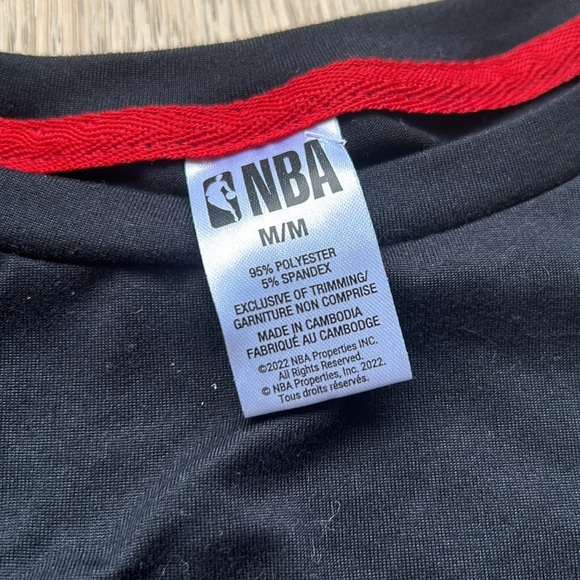 NBA
M/M
95% POLYESTER
5% SPANDEX
EXCLUSIVE OF TRIMMING/
GARNITURE NON COMPRISE
MADE IN CAMBODIA
FABRIQUÉ AU CAMBODGE
©2022 NBA Properties INC.
All Rights Reserved.
© NBA Properties, Inc. 2022.
Tous droits réservés.